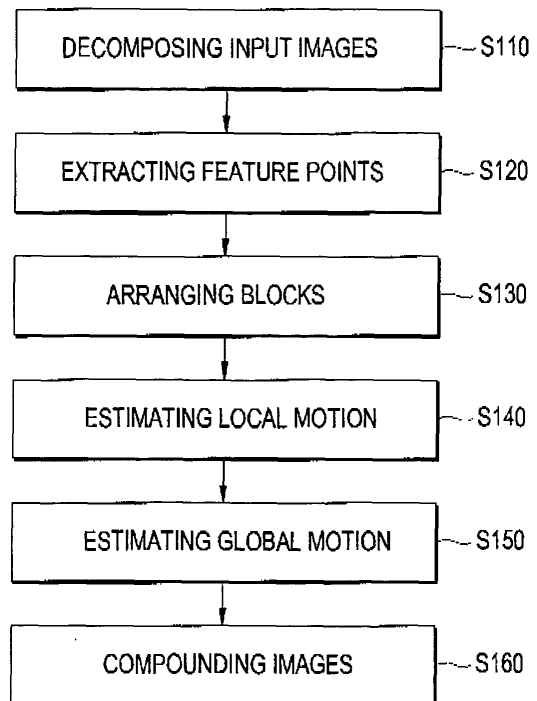 DECOMPOSING INPUT IMAGES S110
EXTRACTING FEATURE POINTS S120
ARRANGING BLOCKS S130
ESTIMATING LOCAL MOTION S140
ESTIMATING GLOBAL MOTION S150
COMPOUNDING IMAGES S160